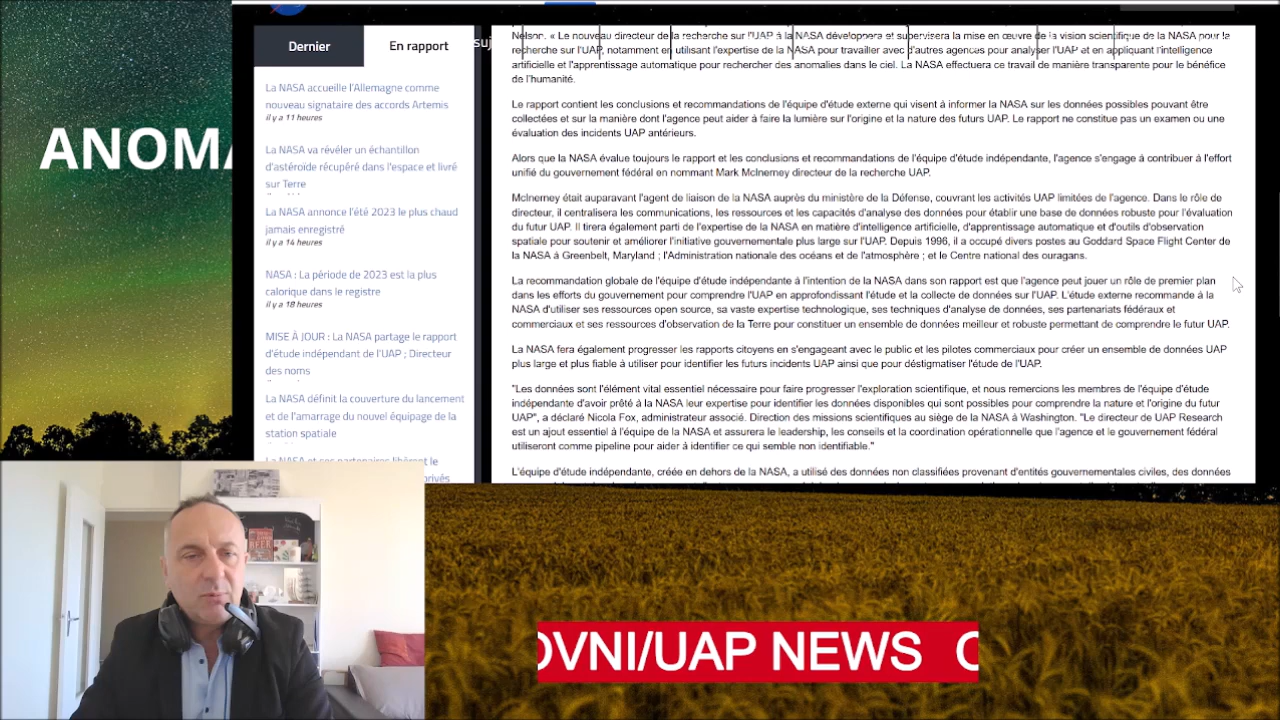 ANOMA
Dernier
En rapport
suj
La NASA accueille l'Allemagne comme
nouveau signataire des accords Artemis
il y a 11 heures
La NASA va révéler un échantillon
d'astéroïde récupéré dans l'espace et livré
sur Terre
La NASA annonce l'été 2023 le plus chaud
jamais enregistré
il y a 14 heures
NASA : La période de 2023 est la plus
calorique dans le registre
il y a 18 heures
MISE À JOUR : La NASA partage le rapport
d'étude indépendant de l'UAP ; Directeur
des noms
La NASA définit la couverture du lancement
et de l'amarrage du nouvel équipage de la
station spatiale
La NASA et ses partenaires libèrent le
privés
Nelson. « Le nouveau directeur de la recherche sur l'UAP à la NASA développera et supervisera la mise en œuvre de la vision scientifique de la NASA pour la
recherche sur l'UAP, notamment en utilisant l'expertise de la NASA pour travailler avec d'autres agences pour analyser l'UAP et en appliquant l'intelligence
artificielle et l'apprentissage automatique pour rechercher des anomalies dans le ciel. La NASA effectuera ce travail de manière transparente pour le bénéfice
de l'humanité.
Le rapport contient les conclusions et recommandations de l'équipe d'étude externe qui visent à informer la NASA sur les données possibles pouvant être
collectées et sur la manière dont l'agence peut aider à faire la lumière sur l'origine et la nature des futurs UAP. Le rapport ne constitue pas un examen ou une
évaluation des incidents UAP antérieurs.
Alors que la NASA évalue toujours le rapport et les conclusions et recommandations de l'équipe d'étude indépendante, l'agence s'engage à contribuer à l'effort
unifié du gouvernement fédéral en nommant Mark McInerney directeur de la recherche UAP.
McInerney était auparavant l'agent de liaison de la NASA auprès du ministère de la Défense, couvrant les activités UAP limitées de l'agence. Dans le rôle de
directeur, il centralisera les communications, les ressources et les capacités d'analyse des données pour établir une base de données robuste pour l'évaluation
du futur UAP. Il tirera également parti de l'expertise de la NASA en matière d'intelligence artificielle, d'apprentissage automatique et d'outils d'observation
spatiale pour soutenir et améliorer l'initiative gouvernementale plus large sur l'UAP. Depuis 1996, il a occupé divers postes au Goddard Space Flight Center de
la NASA à Greenbelt, Maryland ; l'Administration nationale des océans et de l'atmosphère ; et le Centre national des ouragans.
La recommandation globale de l'équipe d'étude indépendante à l'intention de la NASA dans son rapport est que l'agence peut jouer un rôle de premier plan
dans les efforts du gouvernement pour comprendre l'UAP en approfondissant l'étude et la collecte de données sur l'UAP. L'étude externe recommande à la
NASA d'utiliser ses ressources open source, sa vaste expertise technologique, ses techniques d'analyse de données, ses partenariats fédéraux et
commerciaux et ses ressources d'observation de la Terre pour constituer un ensemble de données meilleur et robuste permettant de comprendre le futur UAP.
La NASA fera également progresser les rapports citoyens en s'engageant avec le public et les pilotes commerciaux pour créer un ensemble de données UAP
plus large et plus fiable à utiliser pour identifier les futurs incidents UAP ainsi que pour déstigmatiser l'étude de l'UAP.
"Les données sont l'élément vital essentiel nécessaire pour faire progresser l'exploration scientifique, et nous remercions les membres de l'équipe d'étude
indépendante d'avoir prêté à la NASA leur expertise pour identifier les données disponibles qui sont possibles pour comprendre la nature et l'origine du futur
UAP", a déclaré Nicola Fox, administrateur associé. Direction des missions scientifiques au siège de la NASA à Washington. "Le directeur de UAP Research
est un ajout essentiel à l'équipe de la NASA et assurera le leadership, les conseils et la coordination opérationnelle que l'agence et le gouvernement fédéral
utiliseront comme pipeline pour aider à identifier ce qui semble non identifiable."
L'équipe d'étude indépendante, créée en dehors de la NASA, a utilisé des données non classifiées provenant d'entités gouvernementales civiles, des données
OVNI/UAP NEWS O